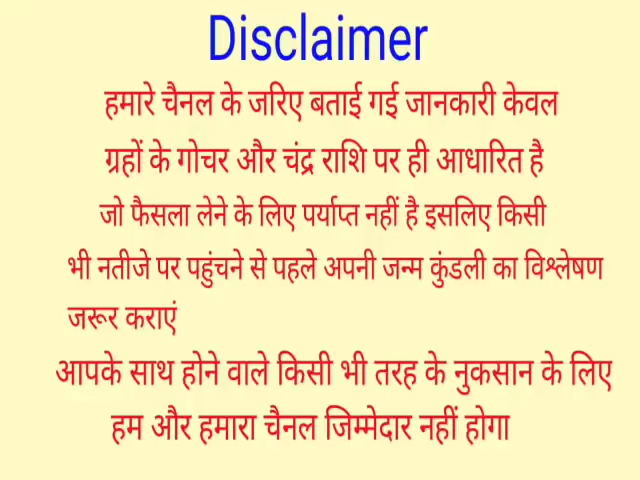 Disclaimer
हमारे चैनल के जरिए बताई गई जानकारी केवल
ग्रहों के गोचर और चंद्र राशि पर ही आधारित है
जो फैसला लेने के लिए पर्याप्त नहीं है इसलिए किसी
भी नतीजे पर पहुंचने से पहले अपनी जन्म कुंडली का विश्लेषण
जरूर कराएं
आपके साथ होने वाले किसी भी तरह के नुकसान के लिए
हम और हमारा चैनल जिम्मेदार नहीं होगा